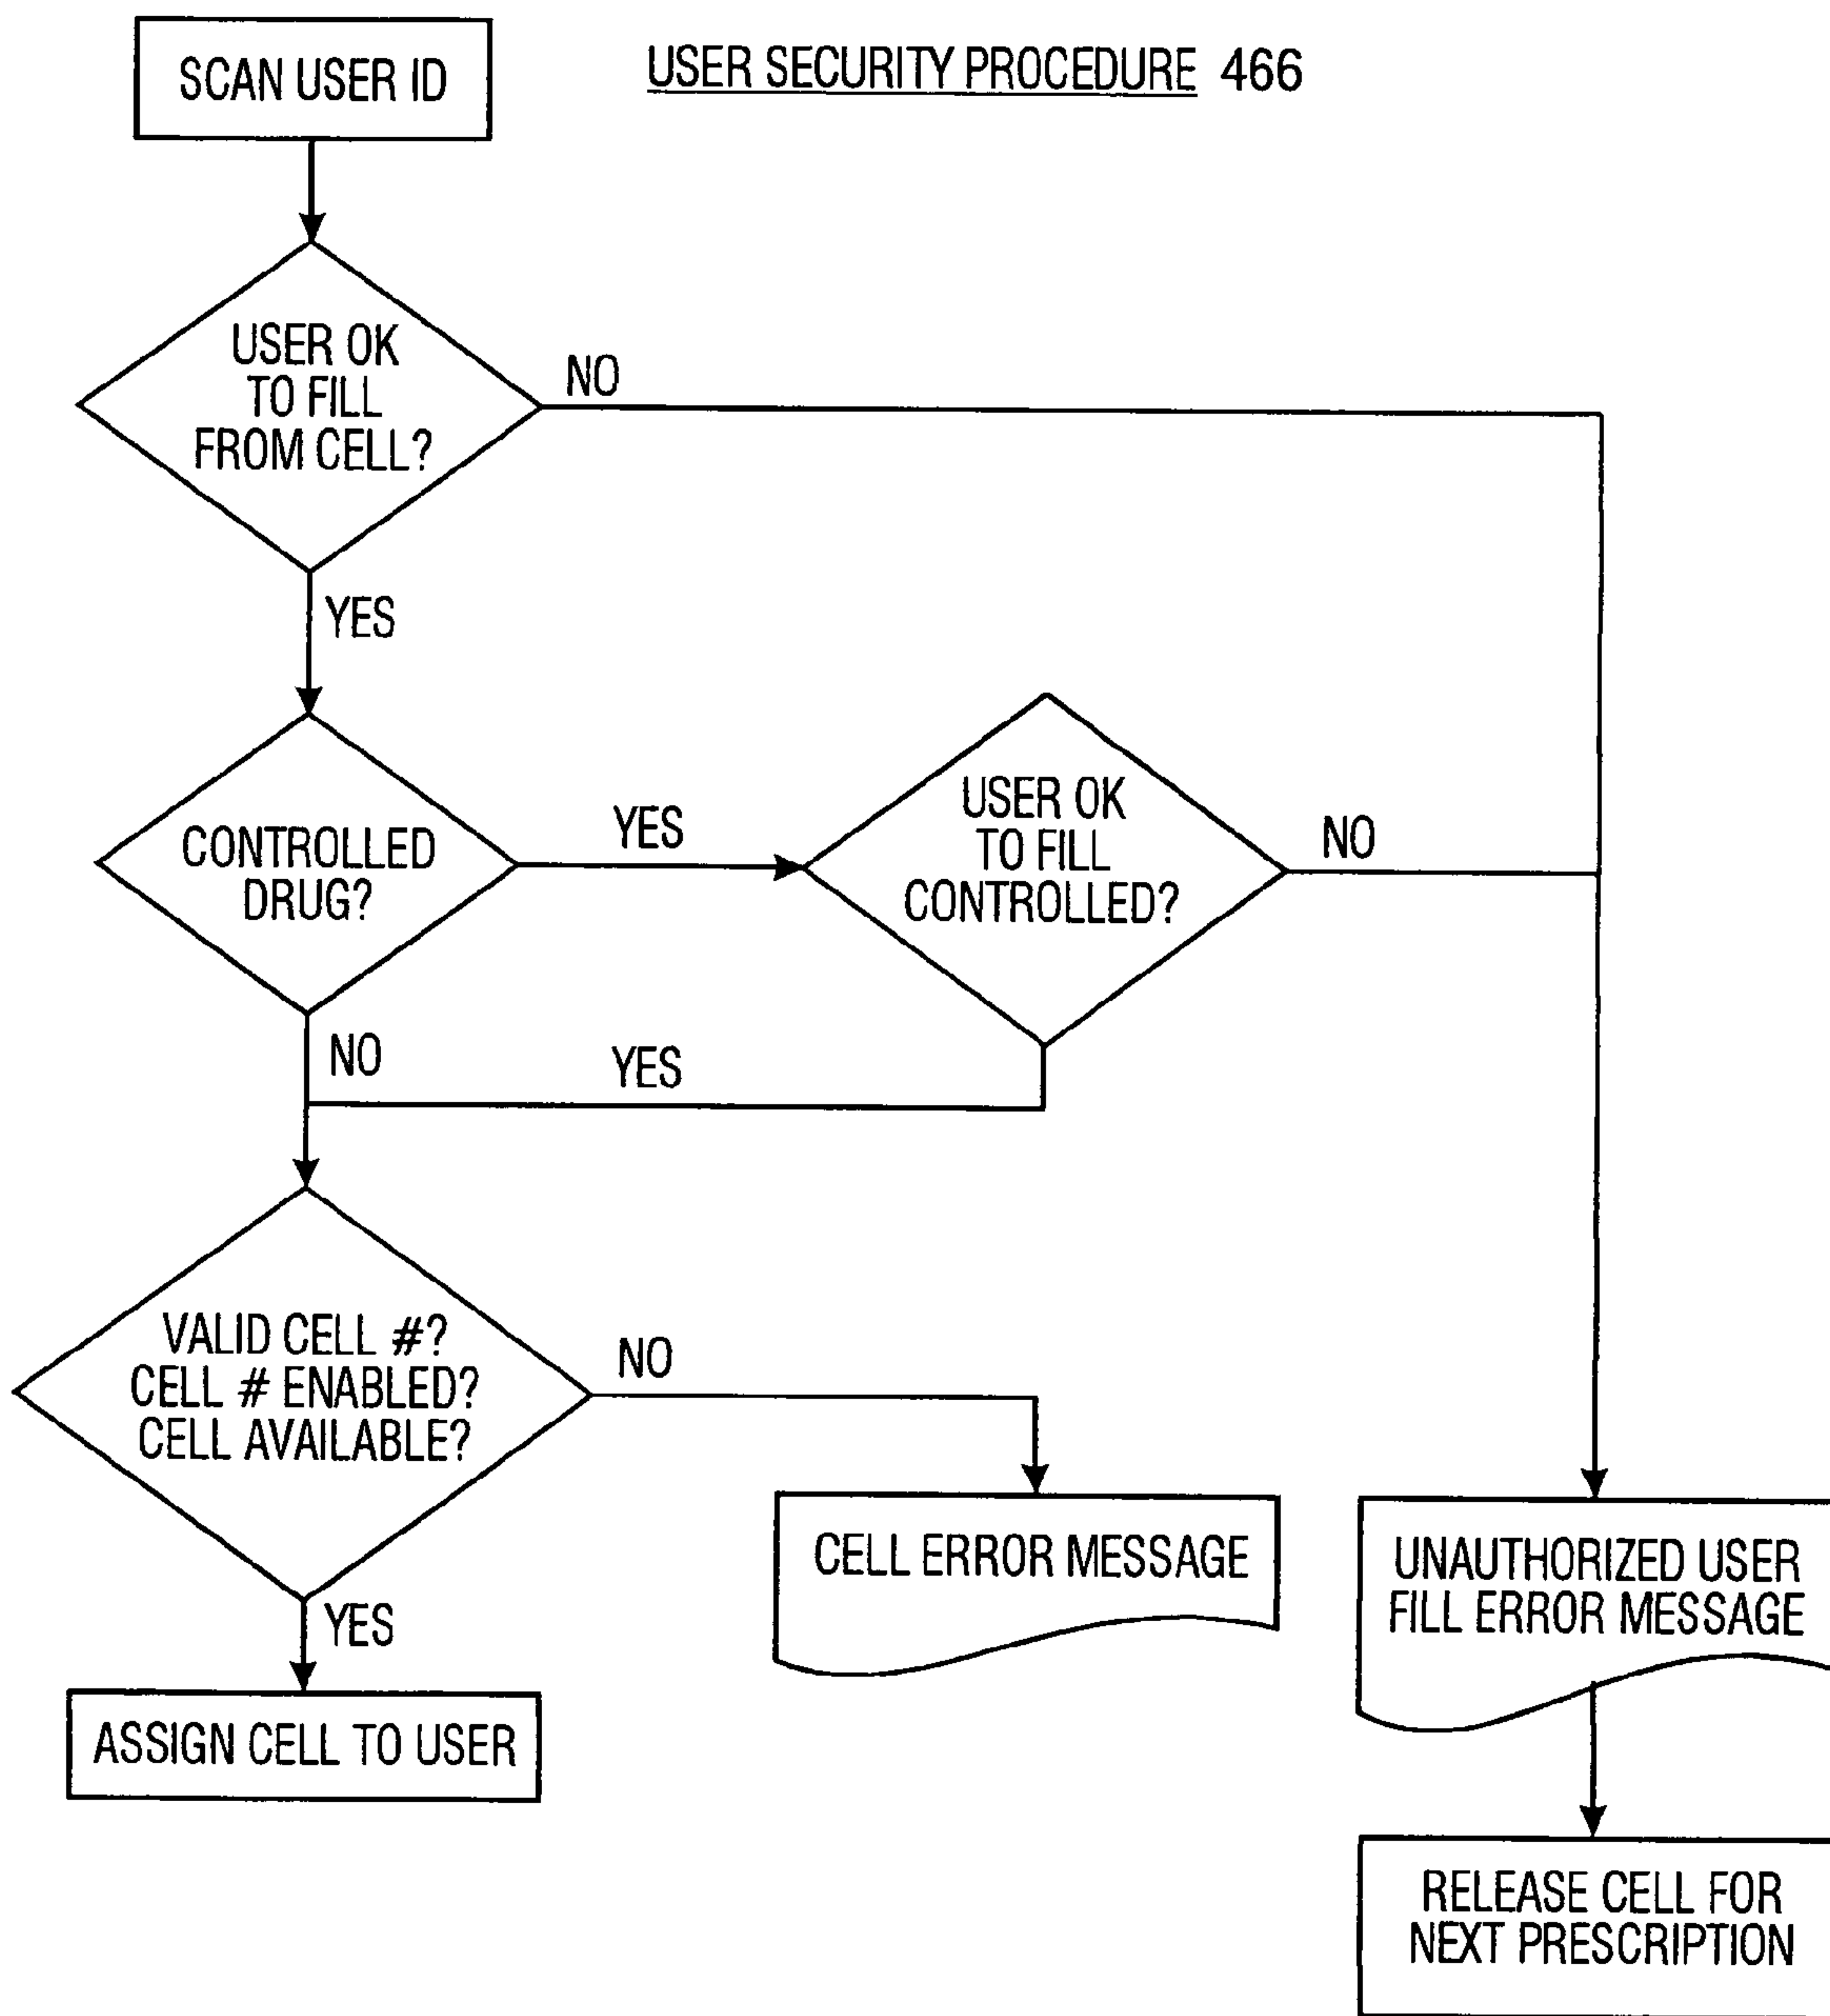 SCAN USER ID
USER SECURITY PROCEDURE 466
USER OK
TO FILL
FROM CELL?
NO
YES
CONTROLLED
DRUG?
YES
USER OK
TO FILL
CONTROLLED?
NO
NO
YES
VALID CELL #?
CELL # ENABLED?
CELL AVAILABLE?
NO
CELL ERROR MESSAGE
UNAUTHORIZED USER
FILL ERROR MESSAGE
YES
ASSIGN CELL TO USER
RELEASE CELL FOR
NEXT PRESCRIPTION